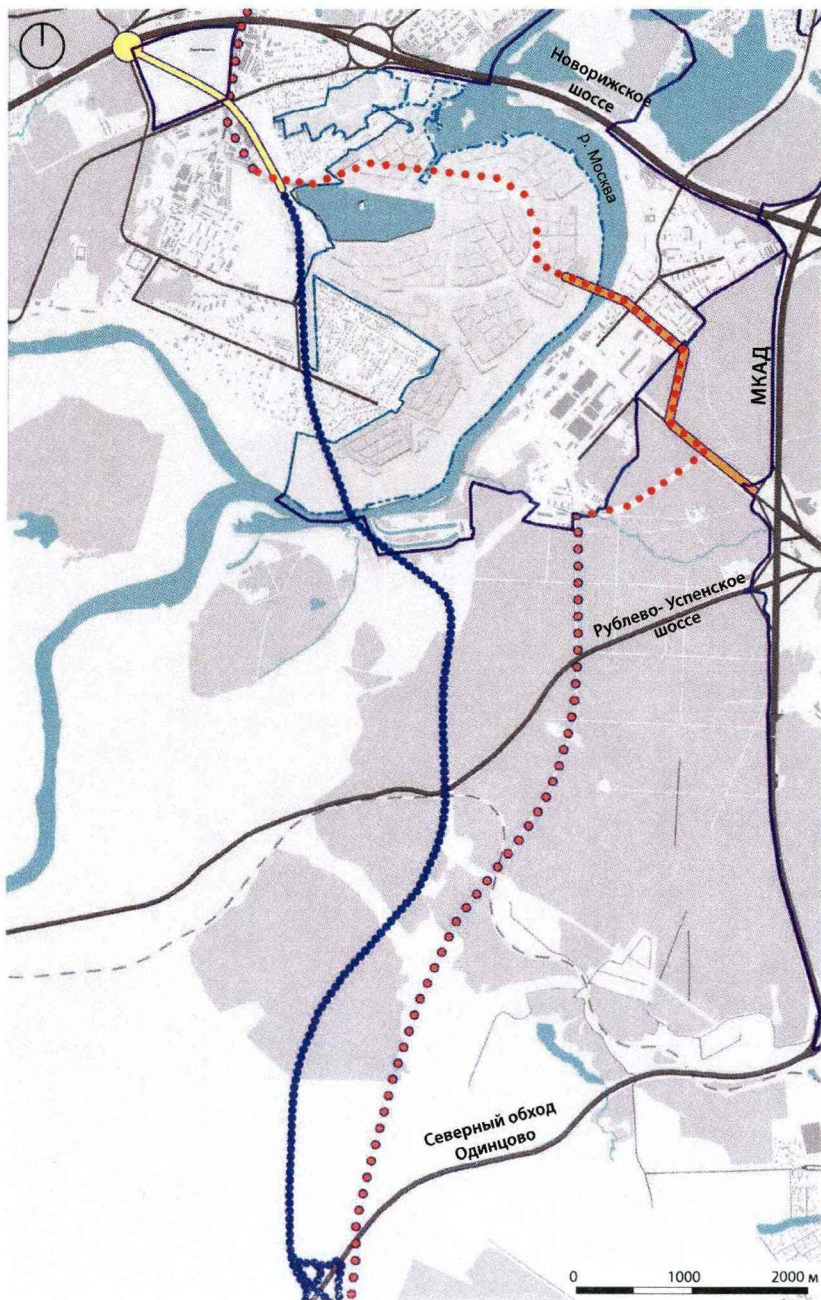 Новорижское
шоссе
р. Москва
МКАД
Рублево- Успенское
шоссе
Северный обход
Одинцово
0 1000 2000 м